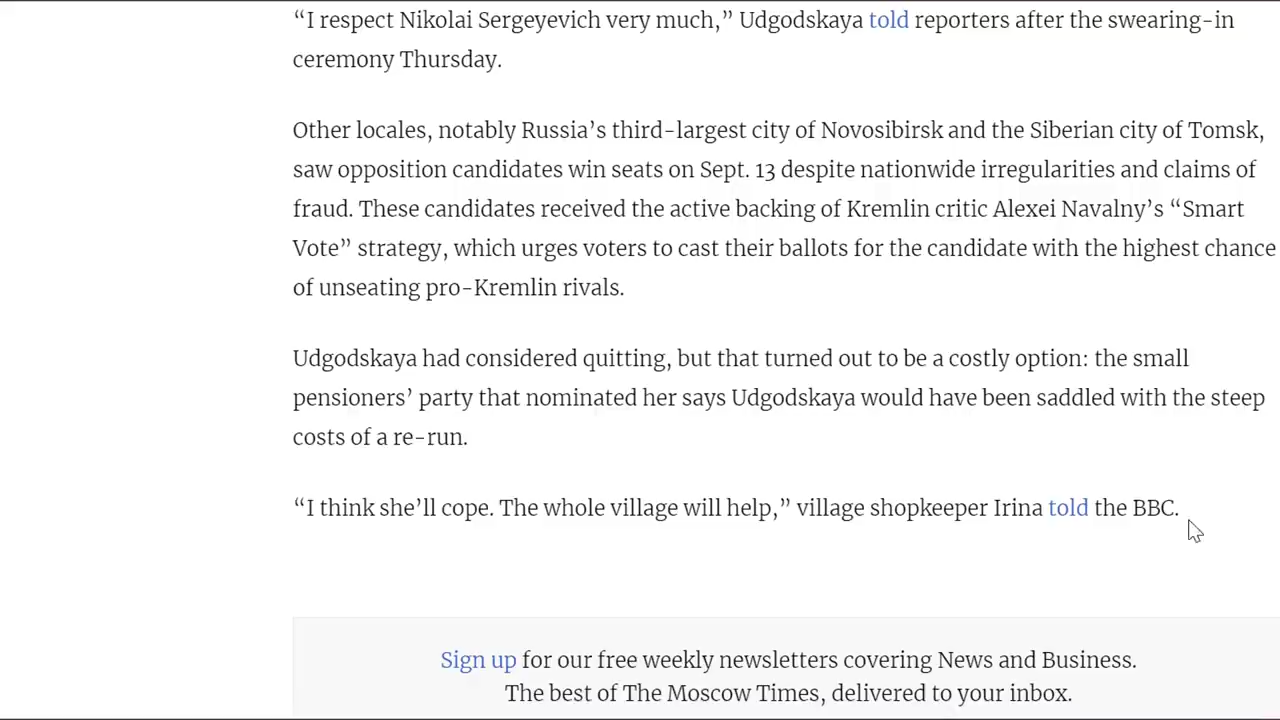 “I respect Nikolai Sergeyevich very much,” Udgodskaya told reporters after the swearing-in
ceremony Thursday.
Other locales, notably Russia’s third-largest city of Novosibirsk and the Siberian city of Tomsk,
saw opposition candidates win seats on Sept. 13 despite nationwide irregularities and claims of
fraud. These candidates received the active backing of Kremlin critic Alexei Navalny’s “Smart
Vote” strategy, which urges voters to cast their ballots for the candidate with the highest chance
of unseating pro-Kremlin rivals.
Udgodskaya had considered quitting, but that turned out to be a costly option: the small
pensioners’ party that nominated her says Udgodskaya would have been saddled with the steep
costs of a re-run.
“I think she’ll cope. The whole village will help,” village shopkeeper Irina told the BBC.
Sign up for our free weekly newsletters covering News and Business.
The best of The Moscow Times, delivered to your inbox.